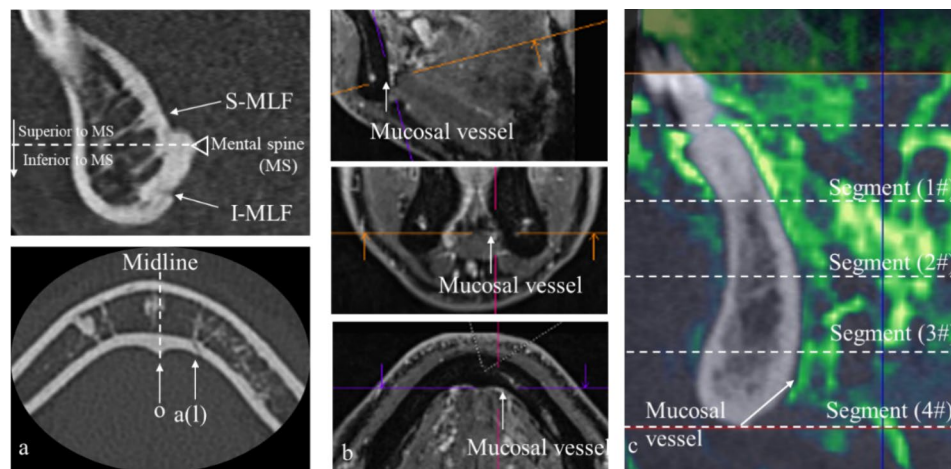 S-MLF
Superior to MS
Inferior to MS
Mental spine
(MS)
I-MLF
Midline
o
a(l)
a
Mucosal vessel
Mucosal vessel
Mucosal vessel
b
Segment (1#)
Segment (2#)
Segment (3#)
Segment (4#)
Mucosal
vessel
c